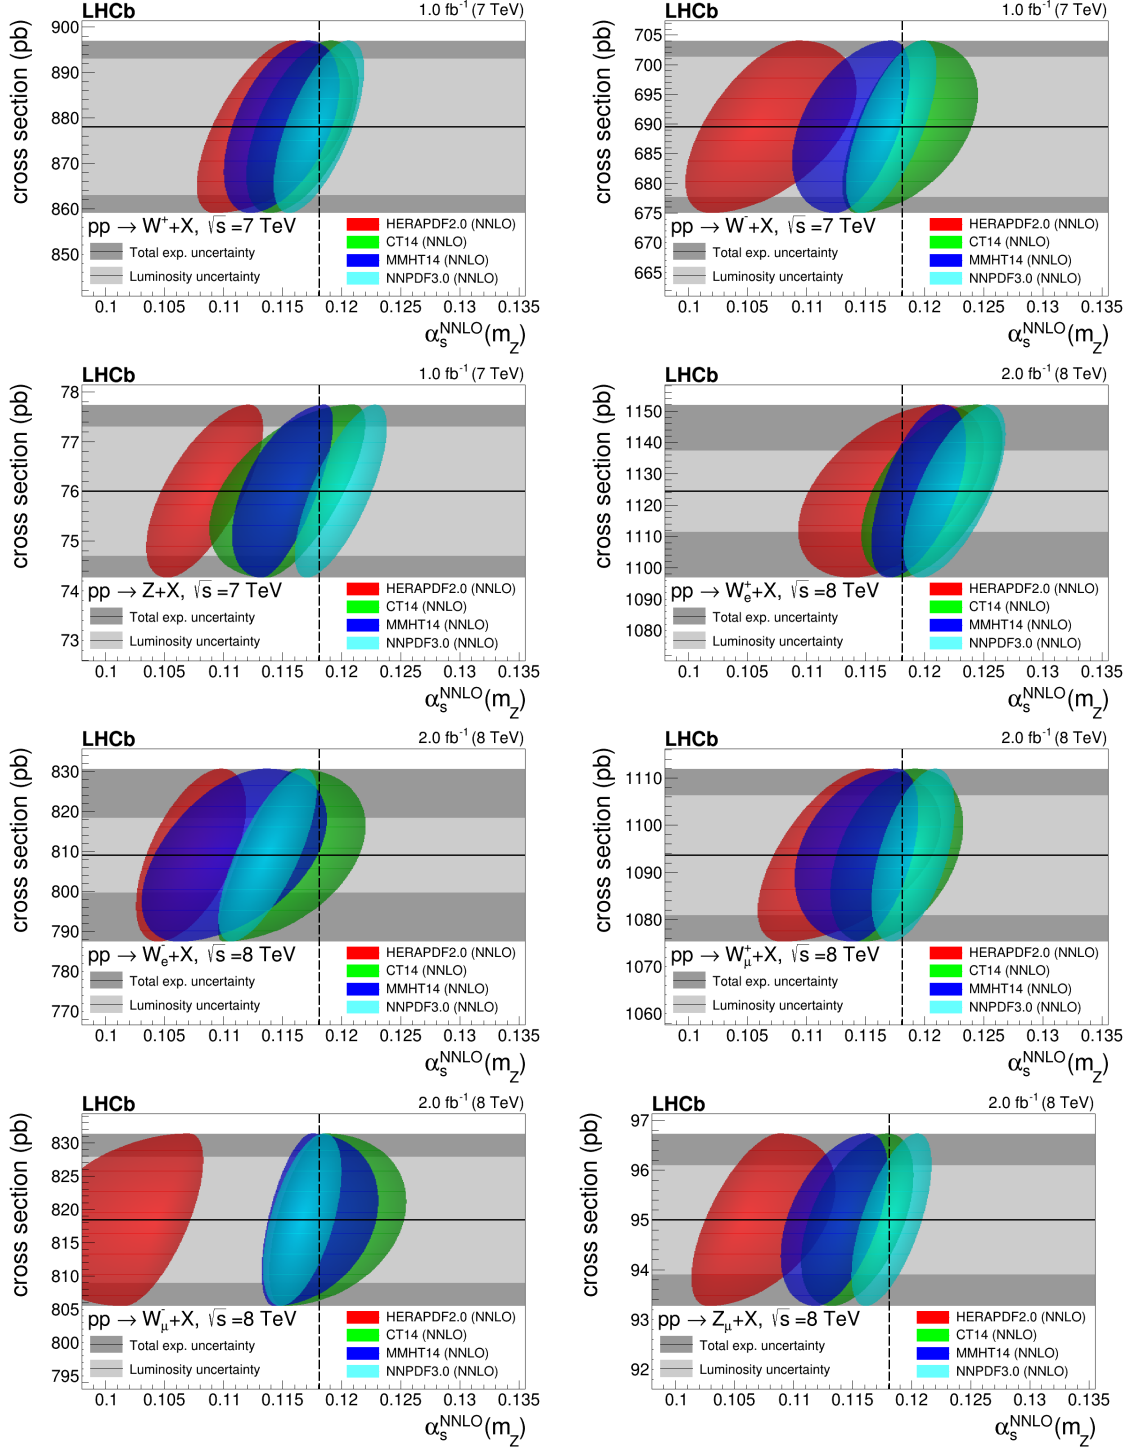 LHCb 1.0 fb⁻¹ (7 TeV)
cross section (pb)
900
890
880
870
860
850
pp → W⁺+X, √s =7 TeV
Total exp. uncertainty
Luminosity uncertainty
HERAPDF2.0 (NNLO)
CT14 (NNLO)
MMHT14 (NNLO)
NNPDF3.0 (NNLO)
0.1 0.105 0.11 0.115 0.12 0.125 0.13 0.135
αₛᴺᴺᴸᴼ(m_Z)
LHCb 1.0 fb⁻¹ (7 TeV)
cross section (pb)
705
700
695
690
685
680
675
670
665
pp → W⁻+X, √s =7 TeV
Total exp. uncertainty
Luminosity uncertainty
HERAPDF2.0 (NNLO)
CT14 (NNLO)
MMHT14 (NNLO)
NNPDF3.0 (NNLO)
0.1 0.105 0.11 0.115 0.12 0.125 0.13 0.135
αₛᴺᴺᴸᴼ(m_Z)
LHCb 1.0 fb⁻¹ (7 TeV)
cross section (pb)
78
77
76
75
74
73
pp → Z+X, √s =7 TeV
Total exp. uncertainty
Luminosity uncertainty
HERAPDF2.0 (NNLO)
CT14 (NNLO)
MMHT14 (NNLO)
NNPDF3.0 (NNLO)
0.1 0.105 0.11 0.115 0.12 0.125 0.13 0.135
αₛᴺᴺᴸᴼ(m_Z)
LHCb 2.0 fb⁻¹ (8 TeV)
cross section (pb)
1150
1140
1130
1120
1110
1100
1090
1080
pp → W⁺ₑ+X, √s =8 TeV
Total exp. uncertainty
Luminosity uncertainty
HERAPDF2.0 (NNLO)
CT14 (NNLO)
MMHT14 (NNLO)
NNPDF3.0 (NNLO)
0.1 0.105 0.11 0.115 0.12 0.125 0.13 0.135
αₛᴺᴺᴸᴼ(m_Z)
LHCb 2.0 fb⁻¹ (8 TeV)
cross section (pb)
830
820
810
800
790
780
770
pp → W⁻ₑ+X, √s =8 TeV
Total exp. uncertainty
Luminosity uncertainty
HERAPDF2.0 (NNLO)
CT14 (NNLO)
MMHT14 (NNLO)
NNPDF3.0 (NNLO)
0.1 0.105 0.11 0.115 0.12 0.125 0.13 0.135
αₛᴺᴺᴸᴼ(m_Z)
LHCb 2.0 fb⁻¹ (8 TeV)
cross section (pb)
1110
1100
1090
1080
1070
1060
pp → W⁺_μ+X, √s =8 TeV
Total exp. uncertainty
Luminosity uncertainty
HERAPDF2.0 (NNLO)
CT14 (NNLO)
MMHT14 (NNLO)
NNPDF3.0 (NNLO)
0.1 0.105 0.11 0.115 0.12 0.125 0.13 0.135
αₛᴺᴺᴸᴼ(m_Z)
LHCb 2.0 fb⁻¹ (8 TeV)
cross section (pb)
830
825
820
815
810
805
800
795
pp → W⁻_μ+X, √s =8 TeV
Total exp. uncertainty
Luminosity uncertainty
HERAPDF2.0 (NNLO)
CT14 (NNLO)
MMHT14 (NNLO)
NNPDF3.0 (NNLO)
0.1 0.105 0.11 0.115 0.12 0.125 0.13 0.135
αₛᴺᴺᴸᴼ(m_Z)
LHCb 2.0 fb⁻¹ (8 TeV)
cross section (pb)
97
96
95
94
93
92
pp → Z_μ+X, √s =8 TeV
Total exp. uncertainty
Luminosity uncertainty
HERAPDF2.0 (NNLO)
CT14 (NNLO)
MMHT14 (NNLO)
NNPDF3.0 (NNLO)
0.1 0.105 0.11 0.115 0.12 0.125 0.13 0.135
αₛᴺᴺᴸᴼ(m_Z)